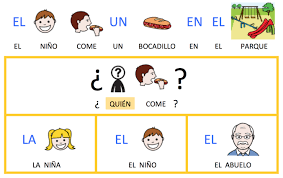 EL UN EN EL
EL NIÑO COME UN BOCADILLO EN EL PARQUE
¿ ?
¿ QUIÉN COME ?
LA EL EL
LA NIÑA EL NIÑO EL ABUELO